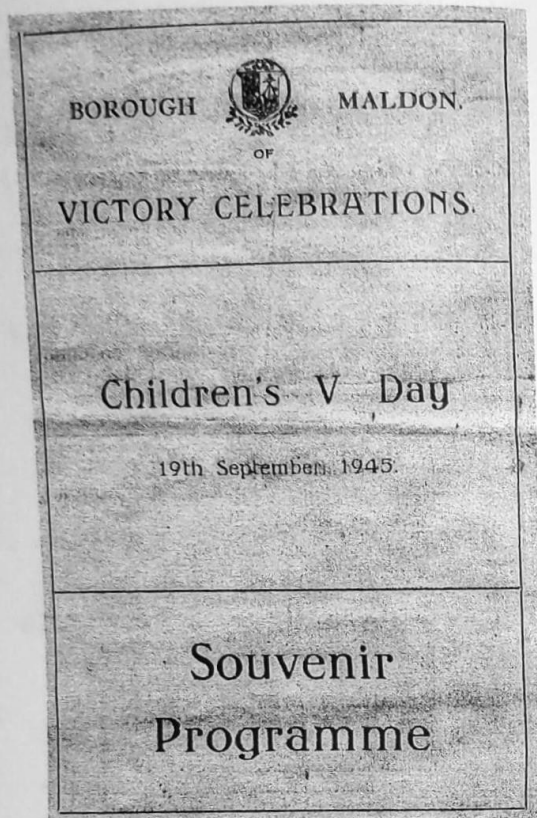 BOROUGH MALDON.
OF
VICTORY CELEBRATIONS.
Children's V Day
19th September, 1945.
Souvenir
Programme